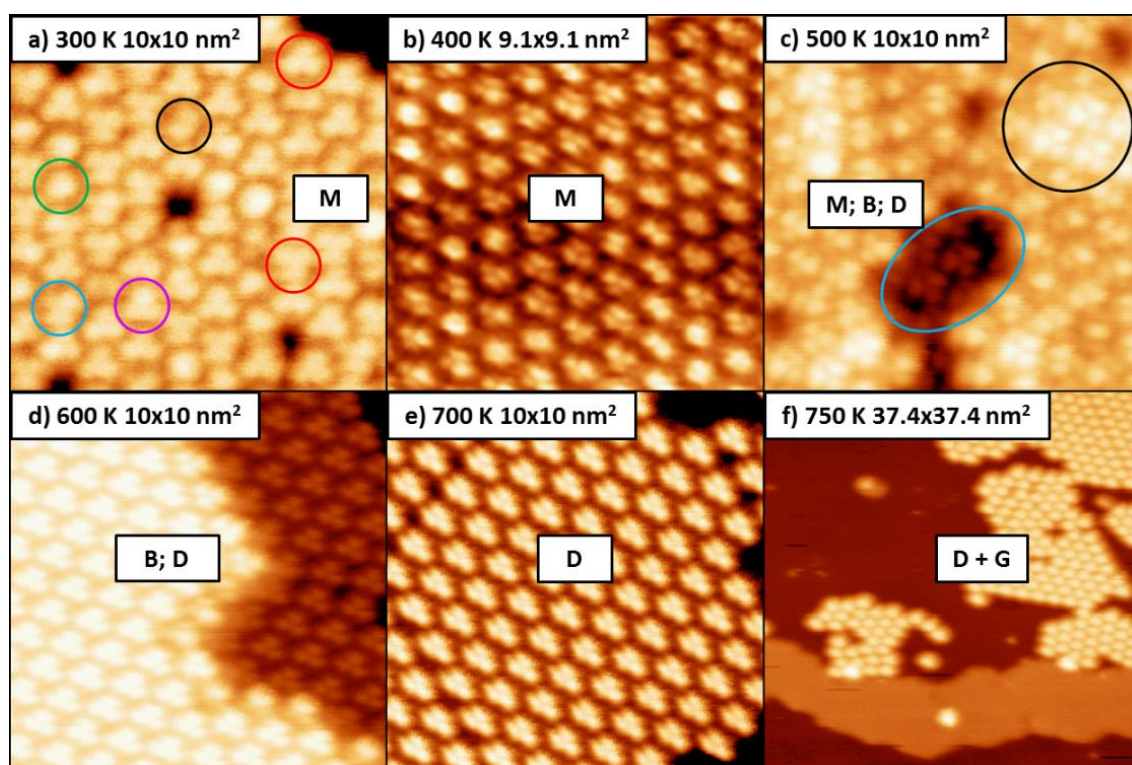 a) 300 K 10x10 nm²
b) 400 K 9.1x9.1 nm²
c) 500 K 10x10 nm²
M
M
M; B; D
d) 600 K 10x10 nm²
e) 700 K 10x10 nm²
f) 750 K 37.4x37.4 nm²
B; D
D
D + G